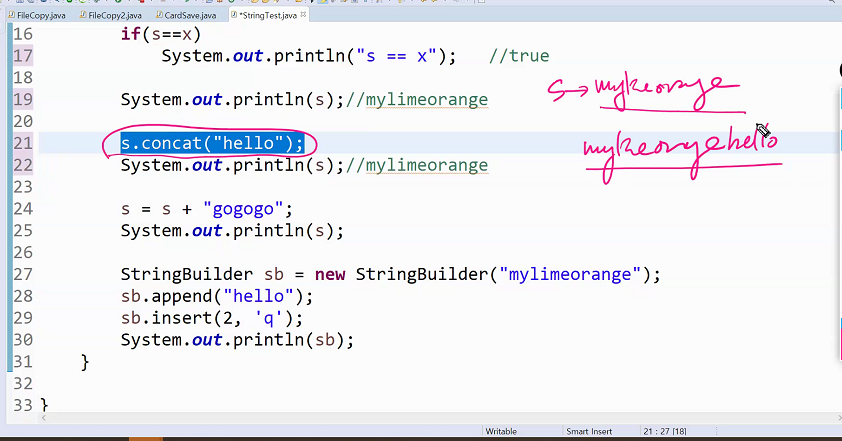 FileCopy.java FileCopy2.java CardSave.java *StringTest.java
16 if(s==x)
17 System.out.println("s == x"); //true
18
19 System.out.println(s);//mylimeorange
20
21 s.concat("hello");
22 System.out.println(s);//mylimeorange
23
24 s = s + "gogogo";
25 System.out.println(s);
26
27 StringBuilder sb = new StringBuilder("mylimeorange");
28 sb.append("hello");
29 sb.insert(2, 'q');
30 System.out.println(sb);
31 }
32
33 }
s →
hello
Writable Smart Insert 21 : 27 [18]